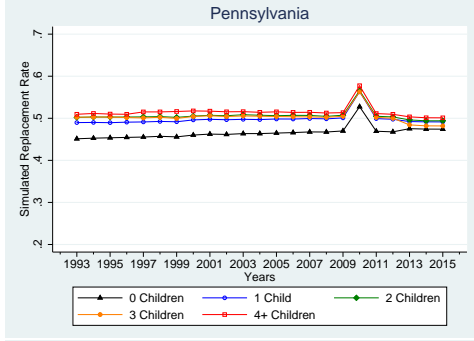 Pennsylvania
Simulated Replacement Rate
.7
.6
.5
.4
.3
.2
1993 1995 1997 1999 2001 2003 2005 2007 2009 2011 2013 2015
Years
0 Children 1 Child 2 Children
3 Children 4+ Children